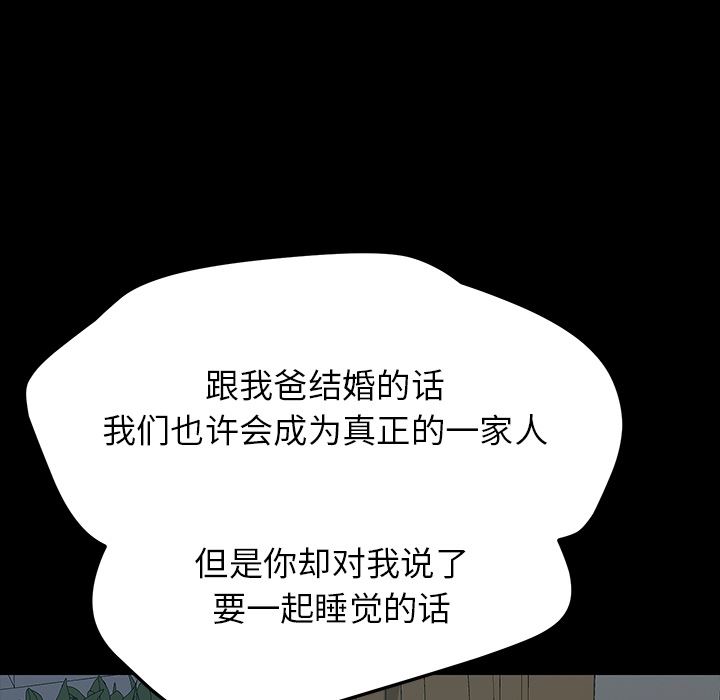 跟我爸结婚的话
我们也许会成为真正的一家人
但是你却对我说了
要一起睡觉的话